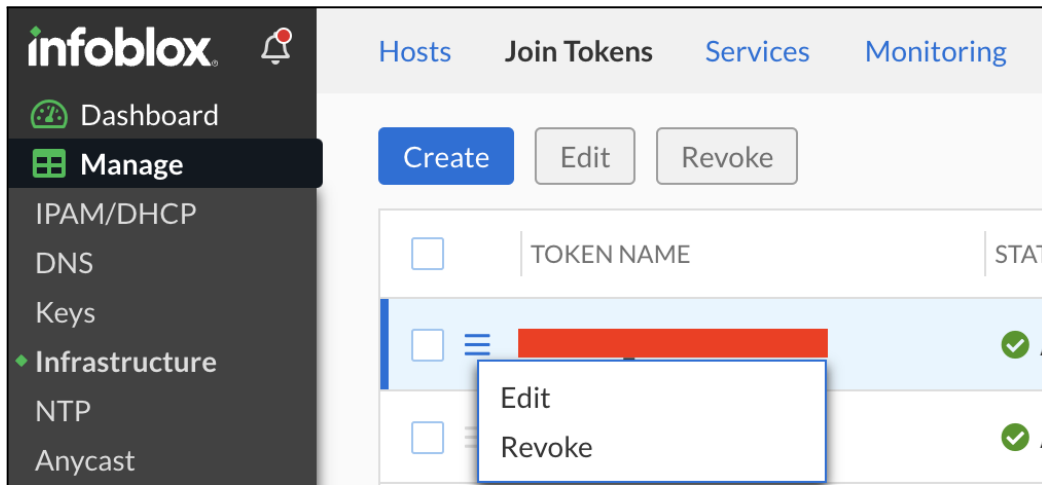 infoblox
Hosts Join Tokens Services Monitoring
Dashboard
Manage
Create Edit Revoke
IPAM/DHCP
DNS
TOKEN NAME STAT
Keys
Infrastructure
Edit
NTP
Revoke
Anycast